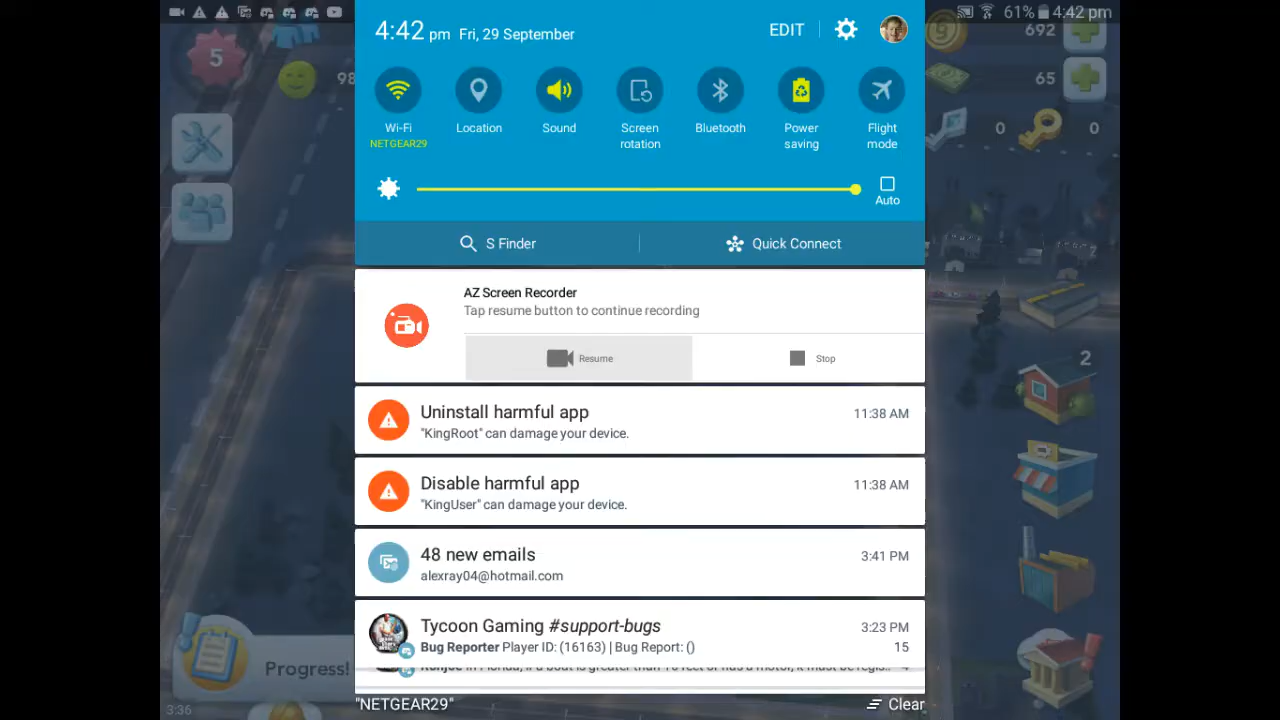 61% 4:42 pm
4:42 pm Fri, 29 September
EDIT
5
98
692
65
0
0
Wi-Fi
NETGEAR29
Location
Sound
Screen
rotation
Bluetooth
Power
saving
Flight
mode
Auto
S Finder
Quick Connect
AZ Screen Recorder
Tap resume button to continue recording
Resume
Stop
2
Uninstall harmful app
11:38 AM
"KingRoot" can damage your device.
Disable harmful app
11:38 AM
"KingUser" can damage your device.
48 new emails
3:41 PM
alexray04@hotmail.com
Tycoon Gaming #support-bugs
3:23 PM
Bug Reporter Player ID: (16163) | Bug Report: ()
15
Progress!
"NETGEAR29"
Clear
3:36